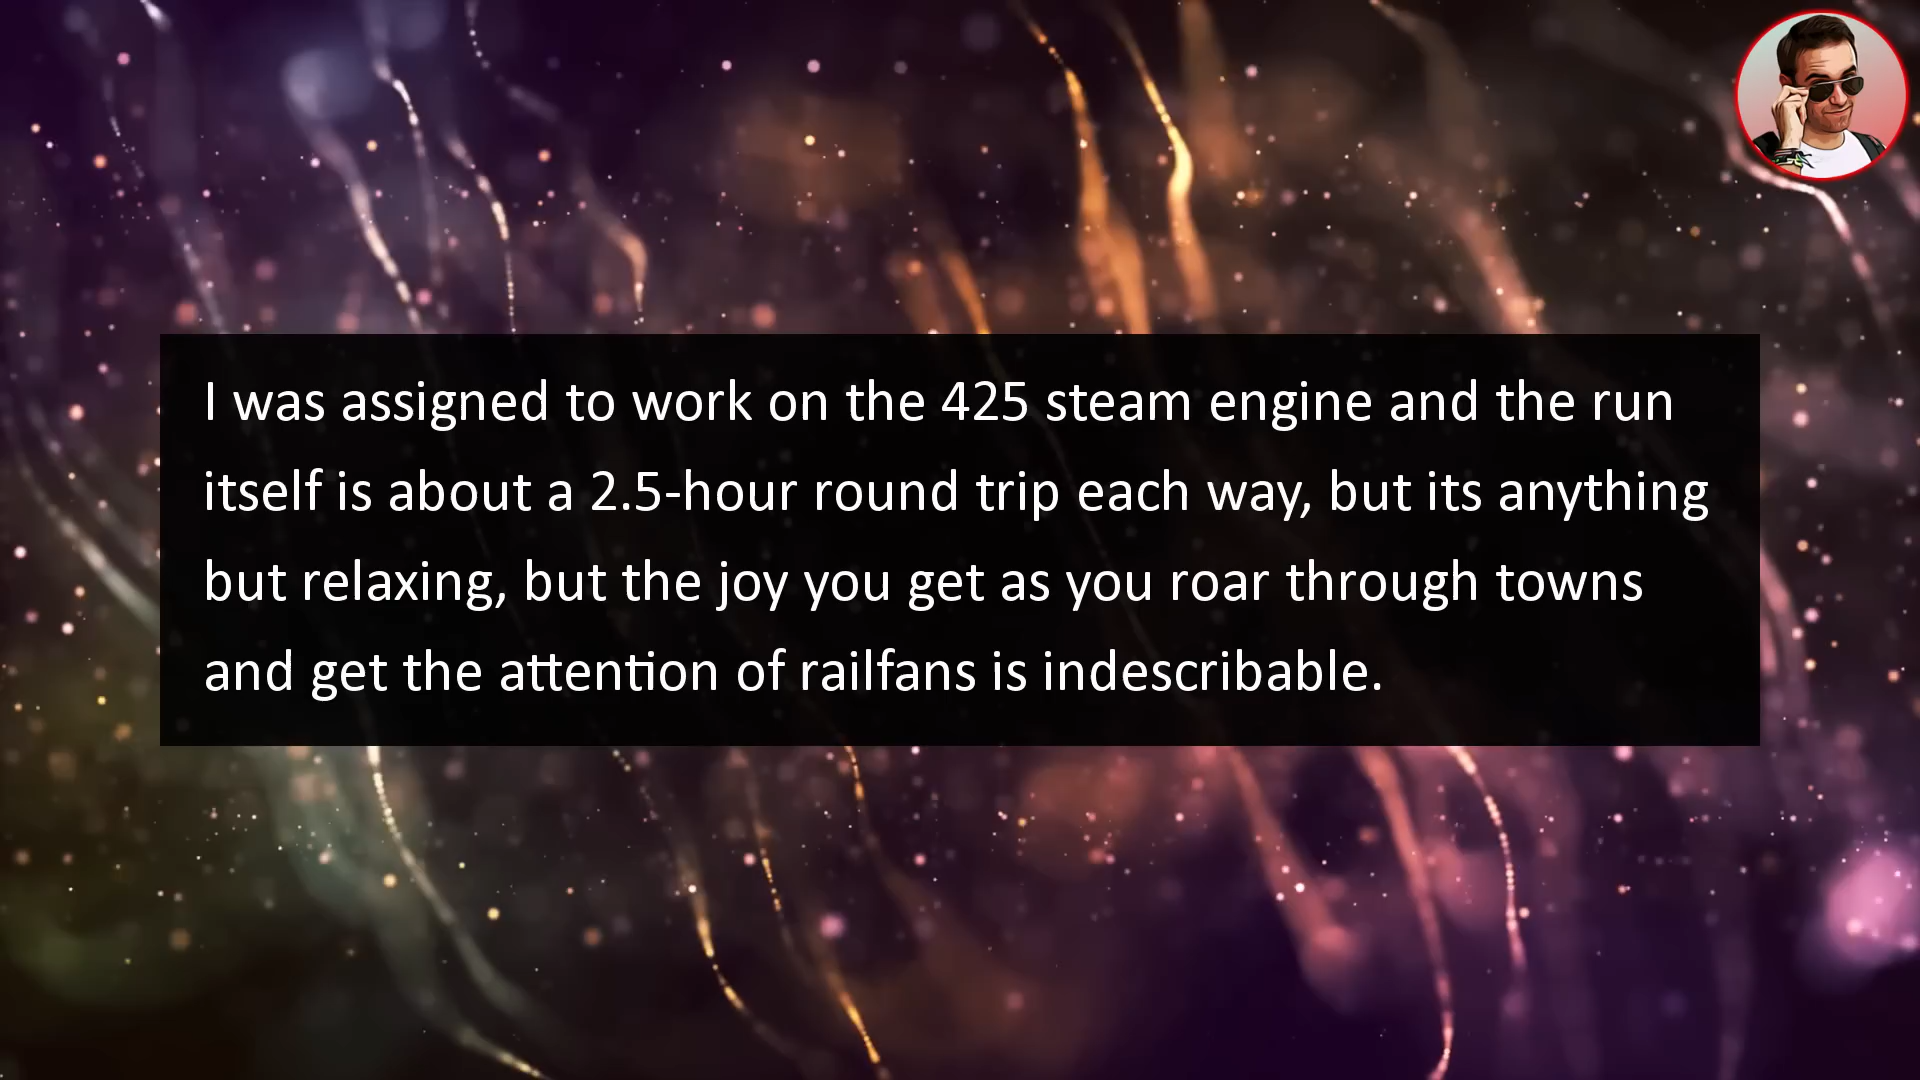 I was assigned to work on the 425 steam engine and the run
itself is about a 2.5-hour round trip each way, but its anything
but relaxing, but the joy you get as you roar through towns
and get the attention of railfans is indescribable.